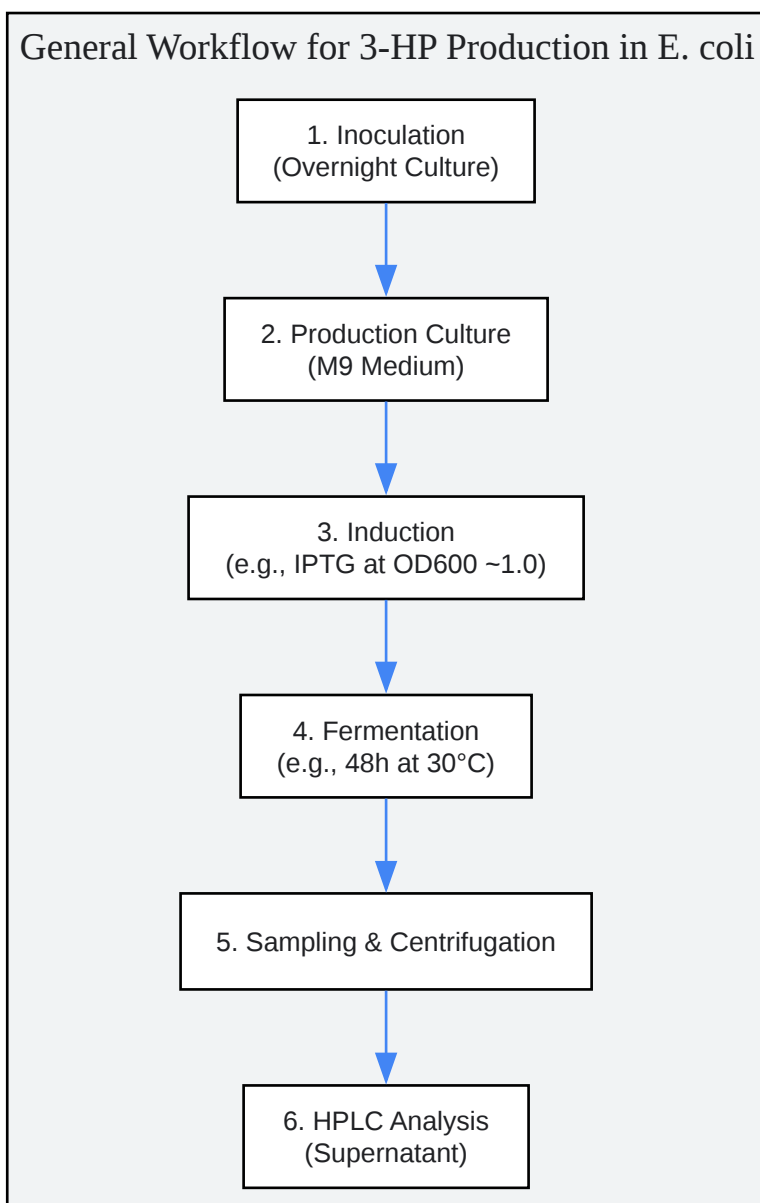 General Workflow for 3-HP Production in E. coli
1. Inoculation
(Overnight Culture)
2. Production Culture
(M9 Medium)
3. Induction
(e.g., IPTG at OD600 ~1.0)
4. Fermentation
(e.g., 48h at 30°C)
5. Sampling & Centrifugation
6. HPLC Analysis
(Supernatant)